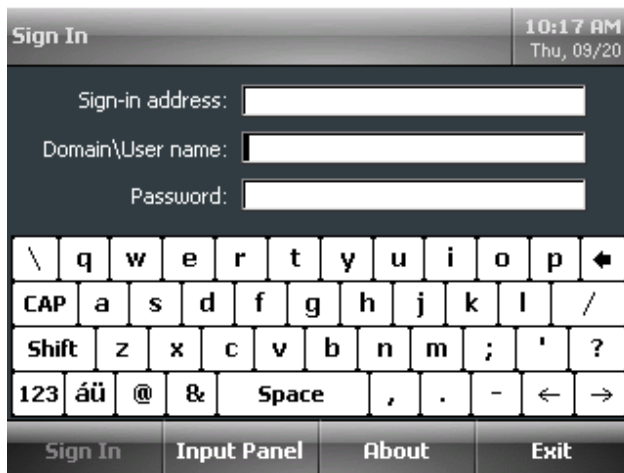 Sign In 10:17 AM
Thu, 09/20
Sign-in address:
Domain\User name:
Password:
\ q w e r t y u i o p 🡄
CAP a s d f g h j k l /
Shift z x c v b n m ; ' ?
123 áü @ & Space , . - ← →
Sign In Input Panel About Exit